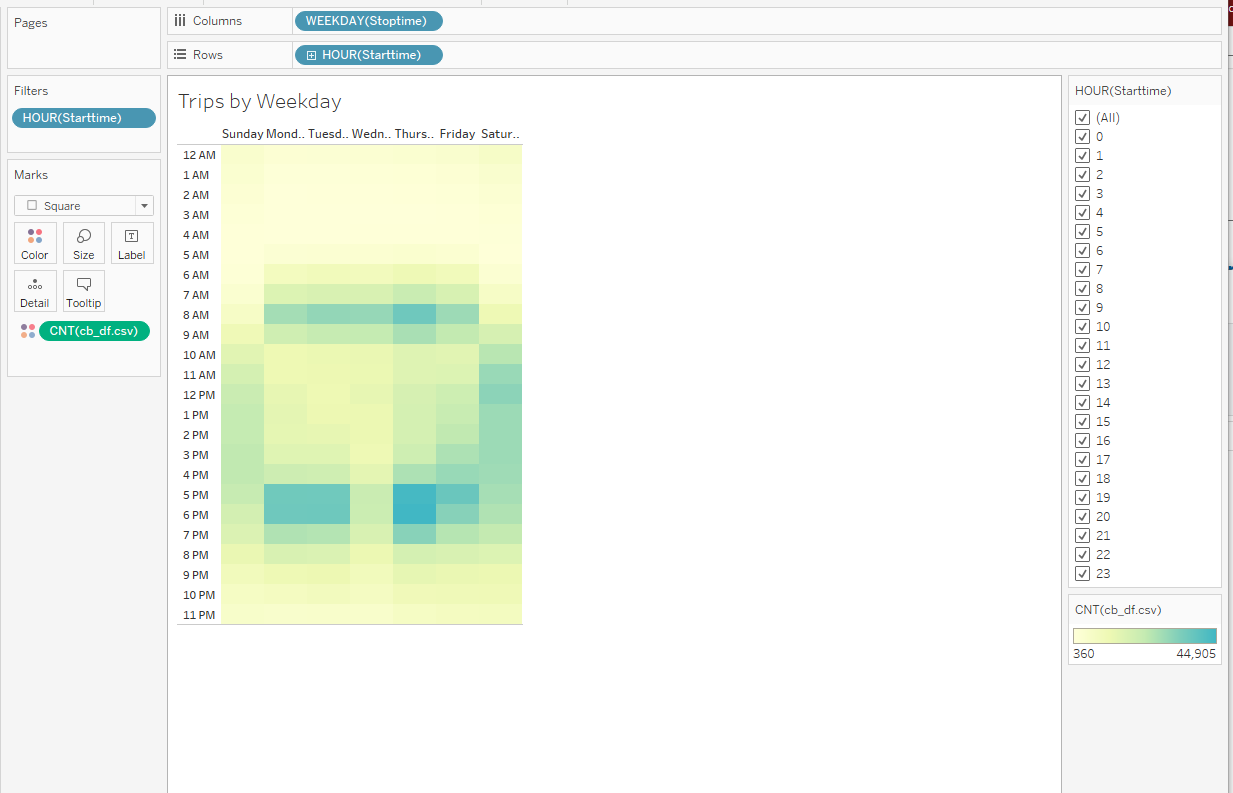 Pages
Columns
WEEKDAY(Stoptime)
Rows
HOUR(Starttime)
Filters
HOUR(Starttime)
Marks
Square
Color
Size
Label
Detail
Tooltip
CNT(cb_df.csv)
Trips by Weekday
Sunday Mond.. Tuesd.. Wedn.. Thurs.. Friday Satur..
12 AM
1 AM
2 AM
3 AM
4 AM
5 AM
6 AM
7 AM
8 AM
9 AM
10 AM
11 AM
12 PM
1 PM
2 PM
3 PM
4 PM
5 PM
6 PM
7 PM
8 PM
9 PM
10 PM
11 PM
HOUR(Starttime)
(All)
0
1
2
3
4
5
6
7
8
9
10
11
12
13
14
15
16
17
18
19
20
21
22
23
CNT(cb_df.csv)
360
44,905